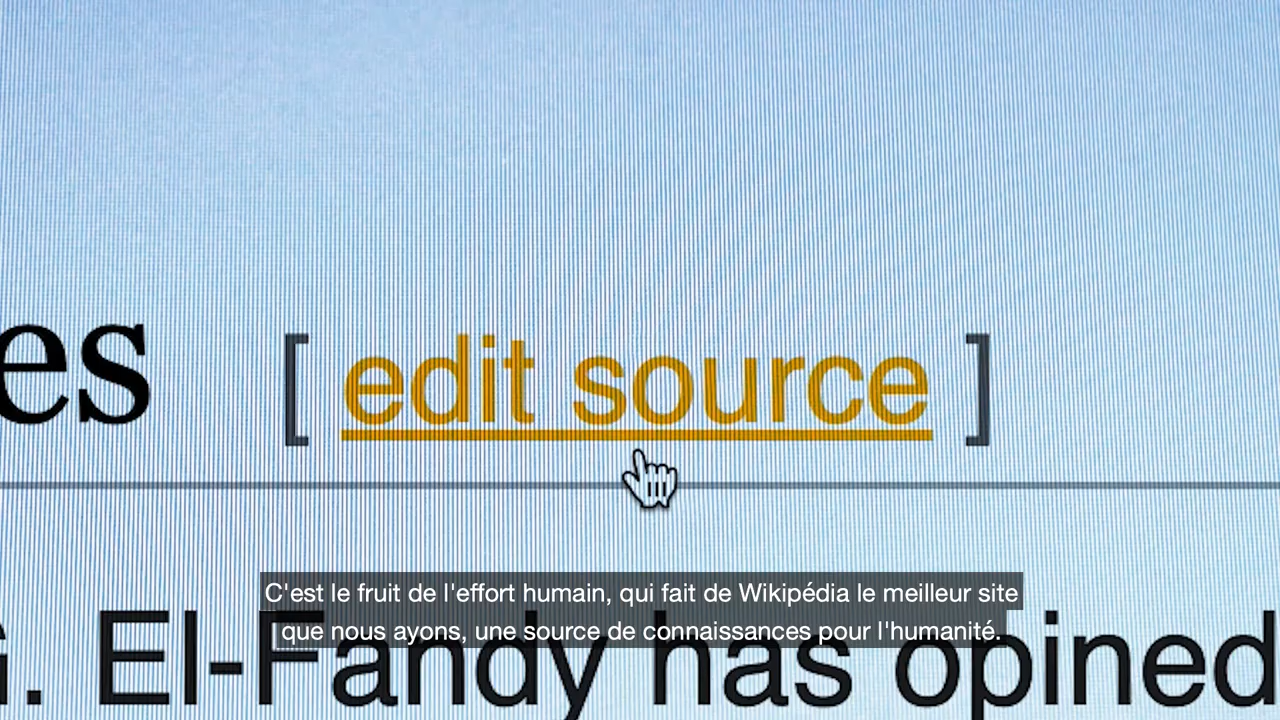 es [ edit source ]
C'est le fruit de l'effort humain, qui fait de Wikipédia le meilleur site
que nous ayons, une source de connaissances pour l'humanité.
. El-Fandy has opined